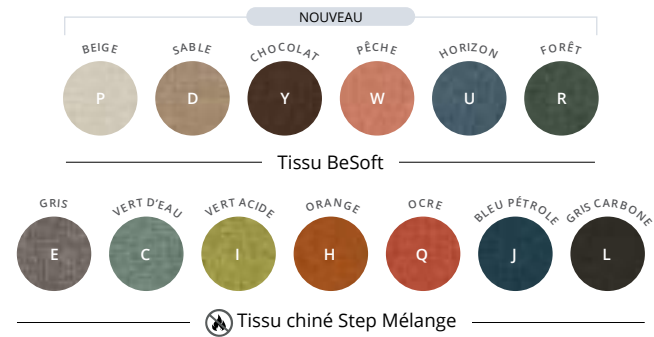 NOUVEAU
BEIGE SABLE CHOCOLAT PÊCHE HORIZON FORÊT
P D Y W U R
Tissu BeSoft
GRIS VERT D'EAU VERT ACIDE ORANGE OCRE BLEU PÉTROLE GRIS CARBONE
E C I H Q J L
Tissu chiné Step Mélange